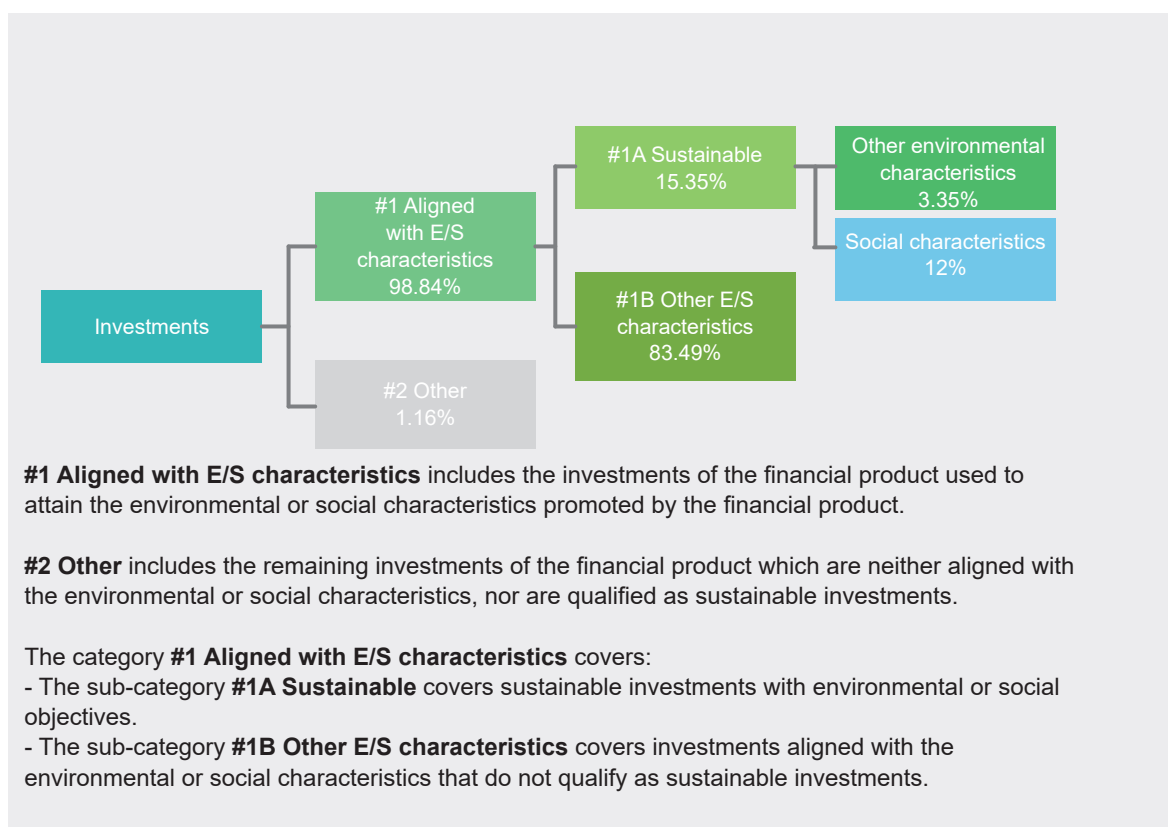 Investments
#1 Aligned
with E/S
characteristics
98.84%
#2 Other
1.16%
#1A Sustainable
15.35%
#1B Other E/S
characteristics
83.49%
Other environmental
characteristics
3.35%
Social characteristics
12%
#1 Aligned with E/S characteristics includes the investments of the financial product used to
attain the environmental or social characteristics promoted by the financial product.
#2 Other includes the remaining investments of the financial product which are neither aligned with
the environmental or social characteristics, nor are qualified as sustainable investments.
The category #1 Aligned with E/S characteristics covers:
- The sub-category #1A Sustainable covers sustainable investments with environmental or social
objectives.
- The sub-category #1B Other E/S characteristics covers investments aligned with the
environmental or social characteristics that do not qualify as sustainable investments.